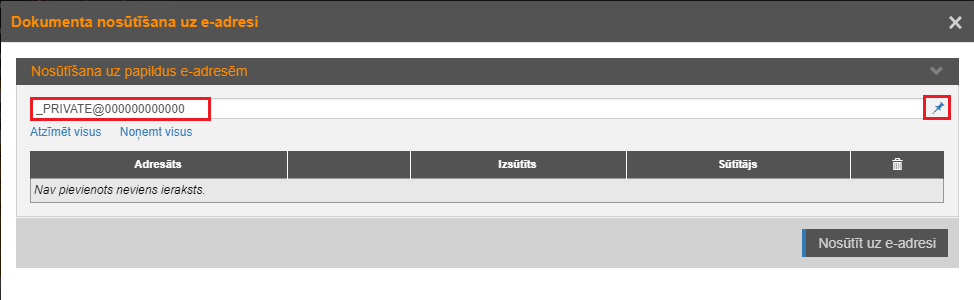 Dokumenta nosūtīšana uz e-adresi
Nosūtīšana uz papildus e-adresēm
_PRIVATE@000000000000
Atzīmēt visus Noņemt visus
Adresāts Izsūtīts Sūtītājs
Nav pievienots neviens ieraksts.
Nosūtīt uz e-adresi